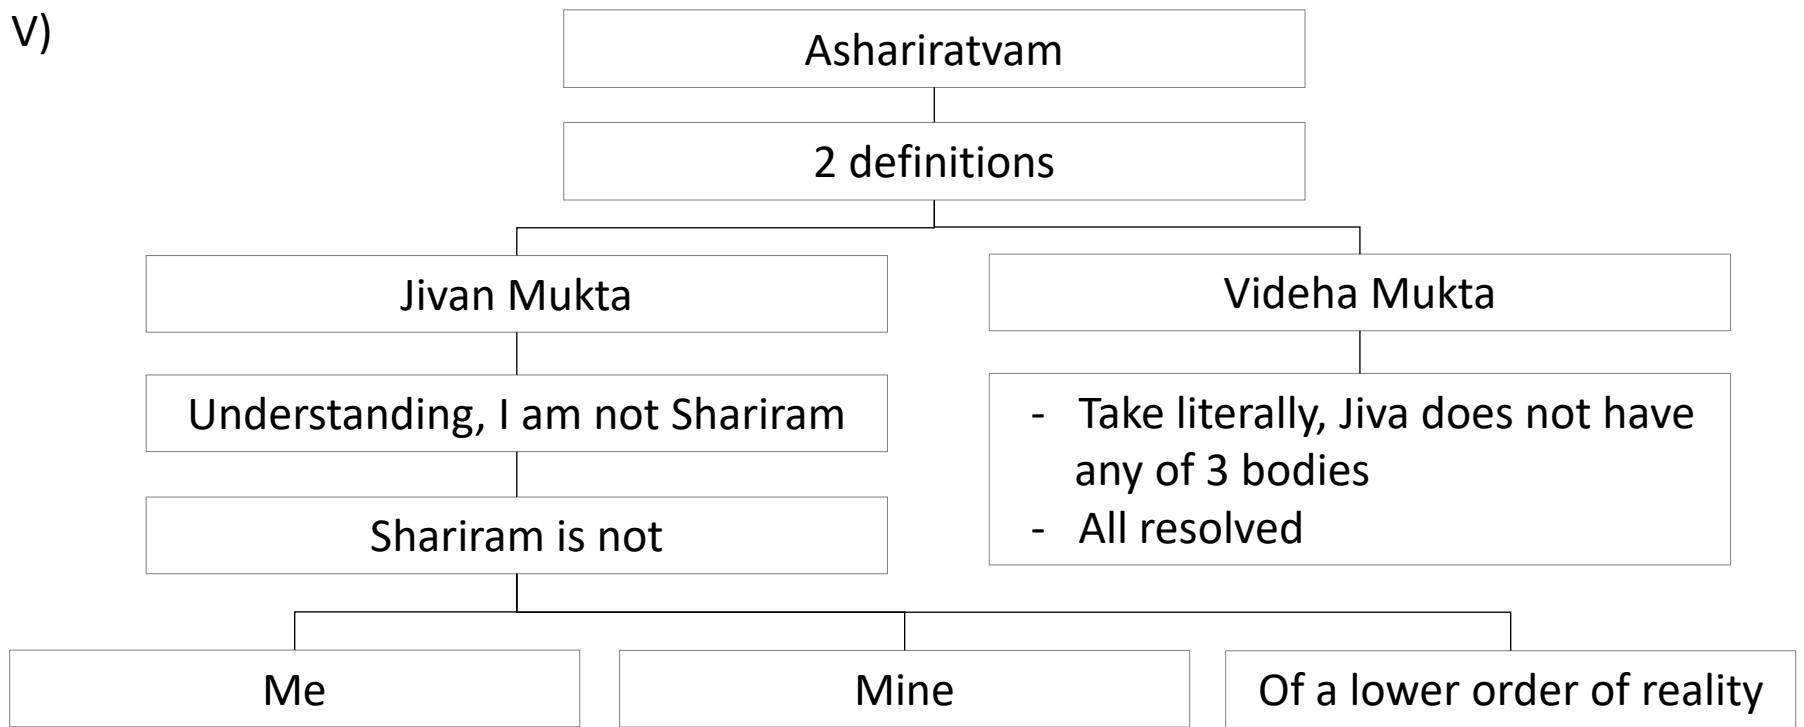 V)
Ashariratvam
2 definitions
Jivan Mukta
Videha Mukta
Understanding, I am not Shariram
- Take literally, Jiva does not have
any of 3 bodies
- All resolved
Shariram is not
Me
Mine
Of a lower order of reality